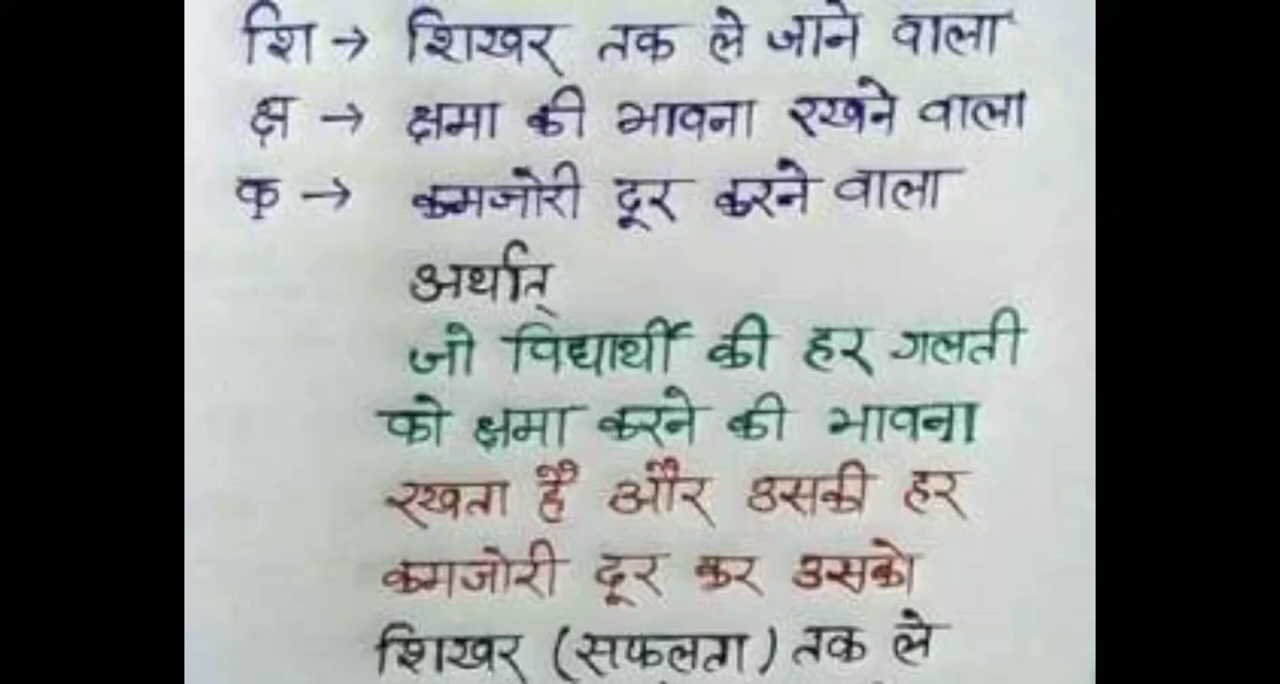 शि → शिखर तक ले जाने वाला
क्ष → क्षमा की भावना रखने वाला
क → कमजोरी दूर करने वाला
अर्थात्
जो विद्यार्थी की हर गलती
को क्षमा करने की भावना
रखता है और उसकी हर
कमजोरी दूर कर उसको
शिखर (सफलता) तक ले